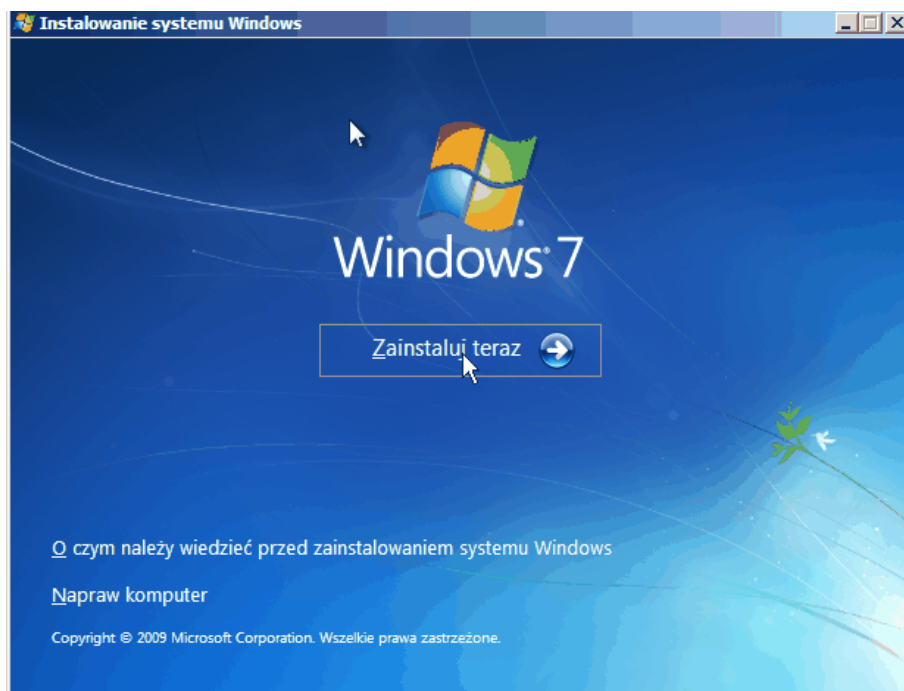 Instalowanie systemu Windows
Windows® 7
Zainstaluj teraz
O czym należy wiedzieć przed zainstalowaniem systemu Windows
Napraw komputer
Copyright © 2009 Microsoft Corporation. Wszelkie prawa zastrzeżone.